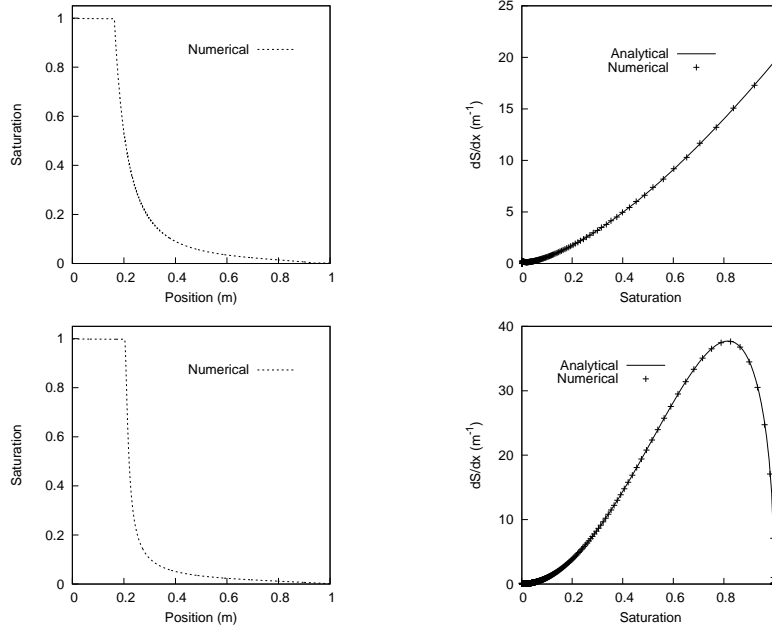 1
0.8
0.6
0.4
0.2
0
Saturation
Numerical
0 0.2 0.4 0.6 0.8 1
Position (m)
25
20
15
10
5
0
dS/dx (m-1)
Analytical
Numerical
0 0.2 0.4 0.6 0.8
Saturation
1
0.8
0.6
0.4
0.2
0
Saturation
Numerical
0 0.2 0.4 0.6 0.8 1
Position (m)
40
30
20
10
0
dS/dx (m-1)
Analytical
Numerical
0 0.2 0.4 0.6 0.8
Saturation